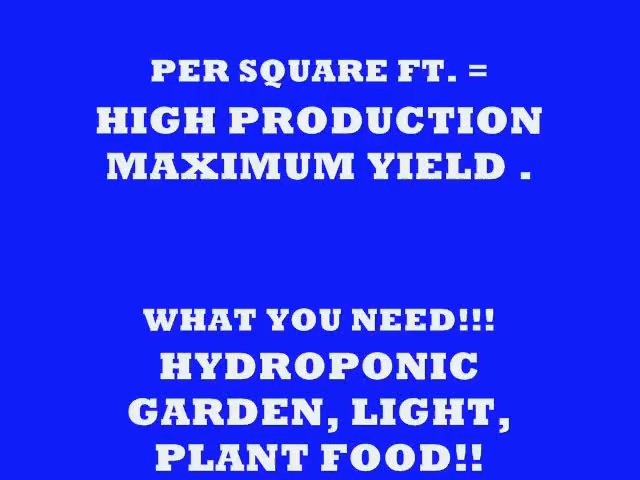 PER SQUARE FT. =
HIGH PRODUCTION
MAXIMUM YIELD .
WHAT YOU NEED!!!
HYDROPONIC
GARDEN, LIGHT,
PLANT FOOD!!